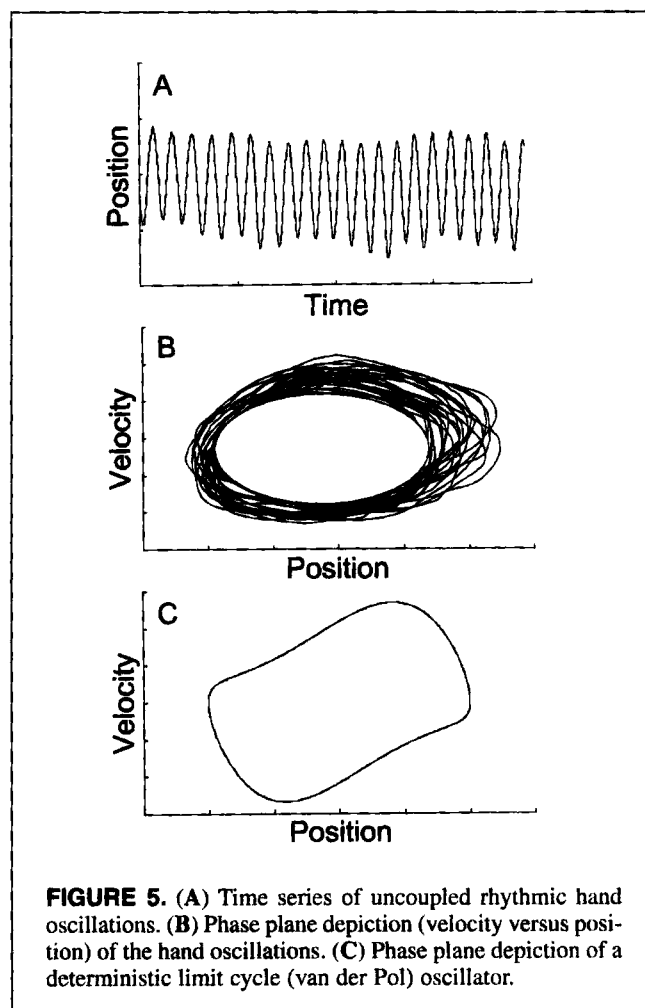 A
Position
Time
B
Velocity
Position
C
Velocity
Position
FIGURE 5. (A) Time series of uncoupled rhythmic hand
oscillations. (B) Phase plane depiction (velocity versus posi-
tion) of the hand oscillations. (C) Phase plane depiction of a
deterministic limit cycle (van der Pol) oscillator.